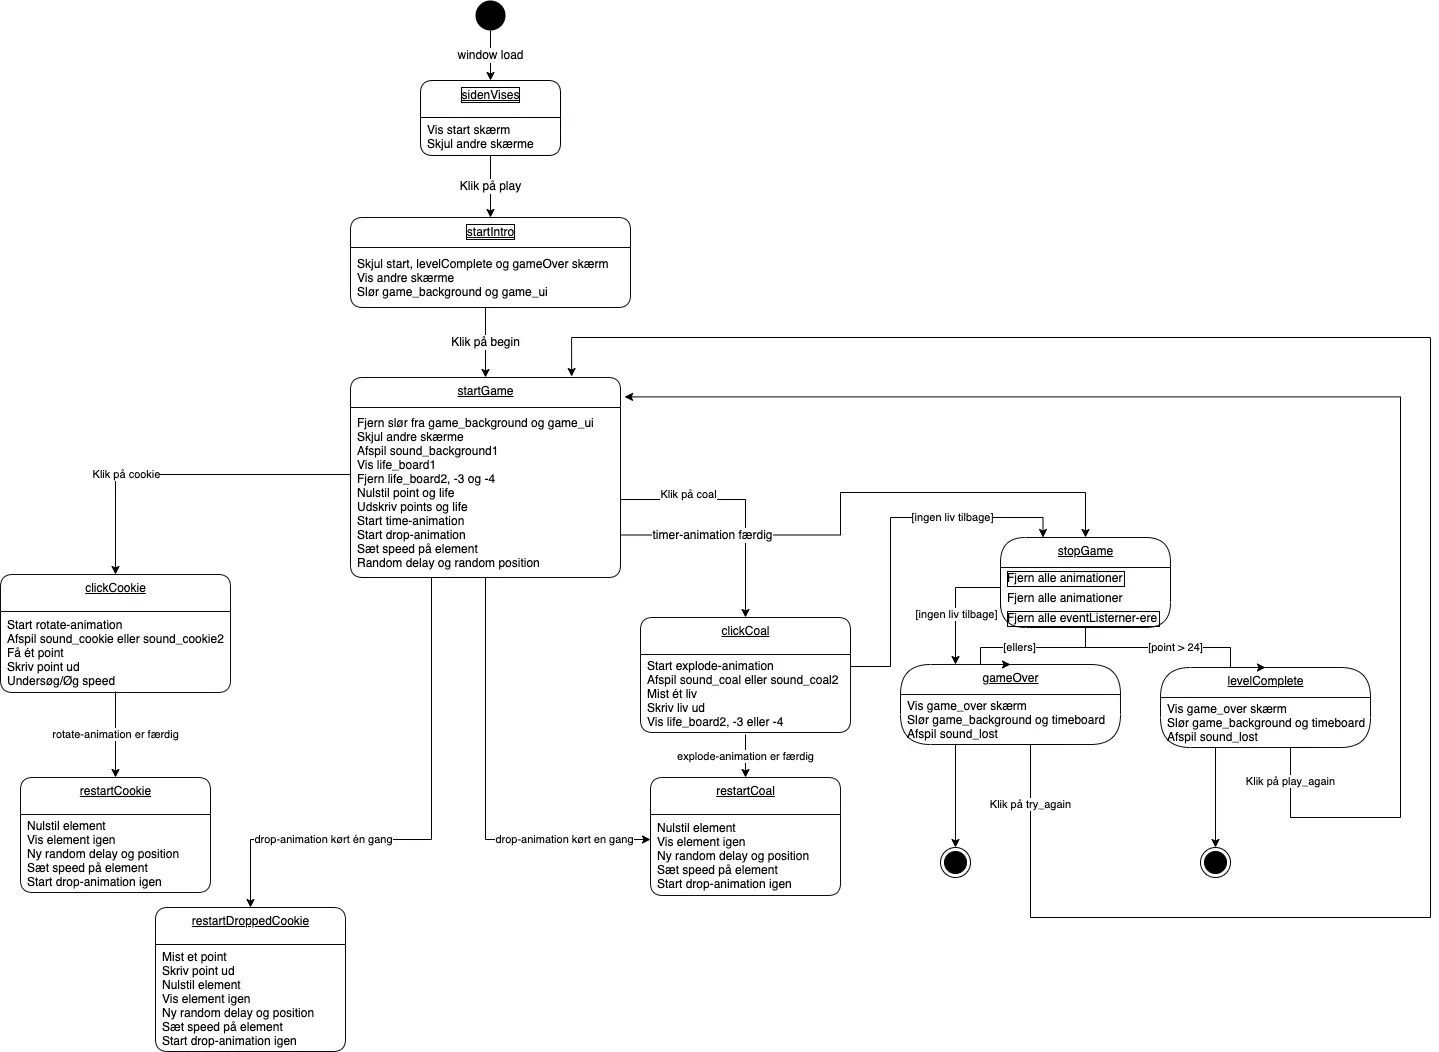 window load
sidenVises
Vis start skærm
Skjul andre skærme
Klik på play
startIntro
Skjul start, levelComplete og gameOver skærm
Vis andre skærme
Slør game_background og game_ui
Klik på begin
startGame
Fjern slør fra game_background og game_ui
Skjul andre skærme
Afspil sound_background1
Vis life_board1
Fjern life_board2, -3 og -4
Nulstil point og life
Udskriv points og life
Start time-animation
Start drop-animation
Sæt speed på element
Random delay og random position
Klik på cookie
Klik på coal
timer-animation færdig
[ingen liv tilbage]
stopGame
Fjern alle animationer
Fjern alle animationer
Fjern alle eventListerner-ere
[ingen liv tilbage]
[ellers]
[point > 24]
clickCookie
Start rotate-animation
Afspil sound_cookie eller sound_cookie2
Få ét point
Skriv point ud
Undersøg/Øg speed
clickCoal
Start explode-animation
Afspil sound_coal eller sound_coal2
Mist ét liv
Skriv liv ud
Vis life_board2, -3 eller -4
gameOver
Vis game_over skærm
Slør game_background og timeboard
Afspil sound_lost
levelComplete
Vis game_over skærm
Slør game_background og timeboard
Afspil sound_lost
rotate-animation er færdig
explode-animation er færdig
Klik på try_again
Klik på play_again
restartCookie
Nulstil element
Vis element igen
Ny random delay og position
Sæt speed på element
Start drop-animation igen
drop-animation kørt én gang
drop-animation kørt en gang
restartCoal
Nulstil element
Vis element igen
Ny random delay og position
Sæt speed på element
Start drop-animation igen
restartDroppedCookie
Mist et point
Skriv point ud
Nulstil element
Vis element igen
Ny random delay og position
Sæt speed på element
Start drop-animation igen